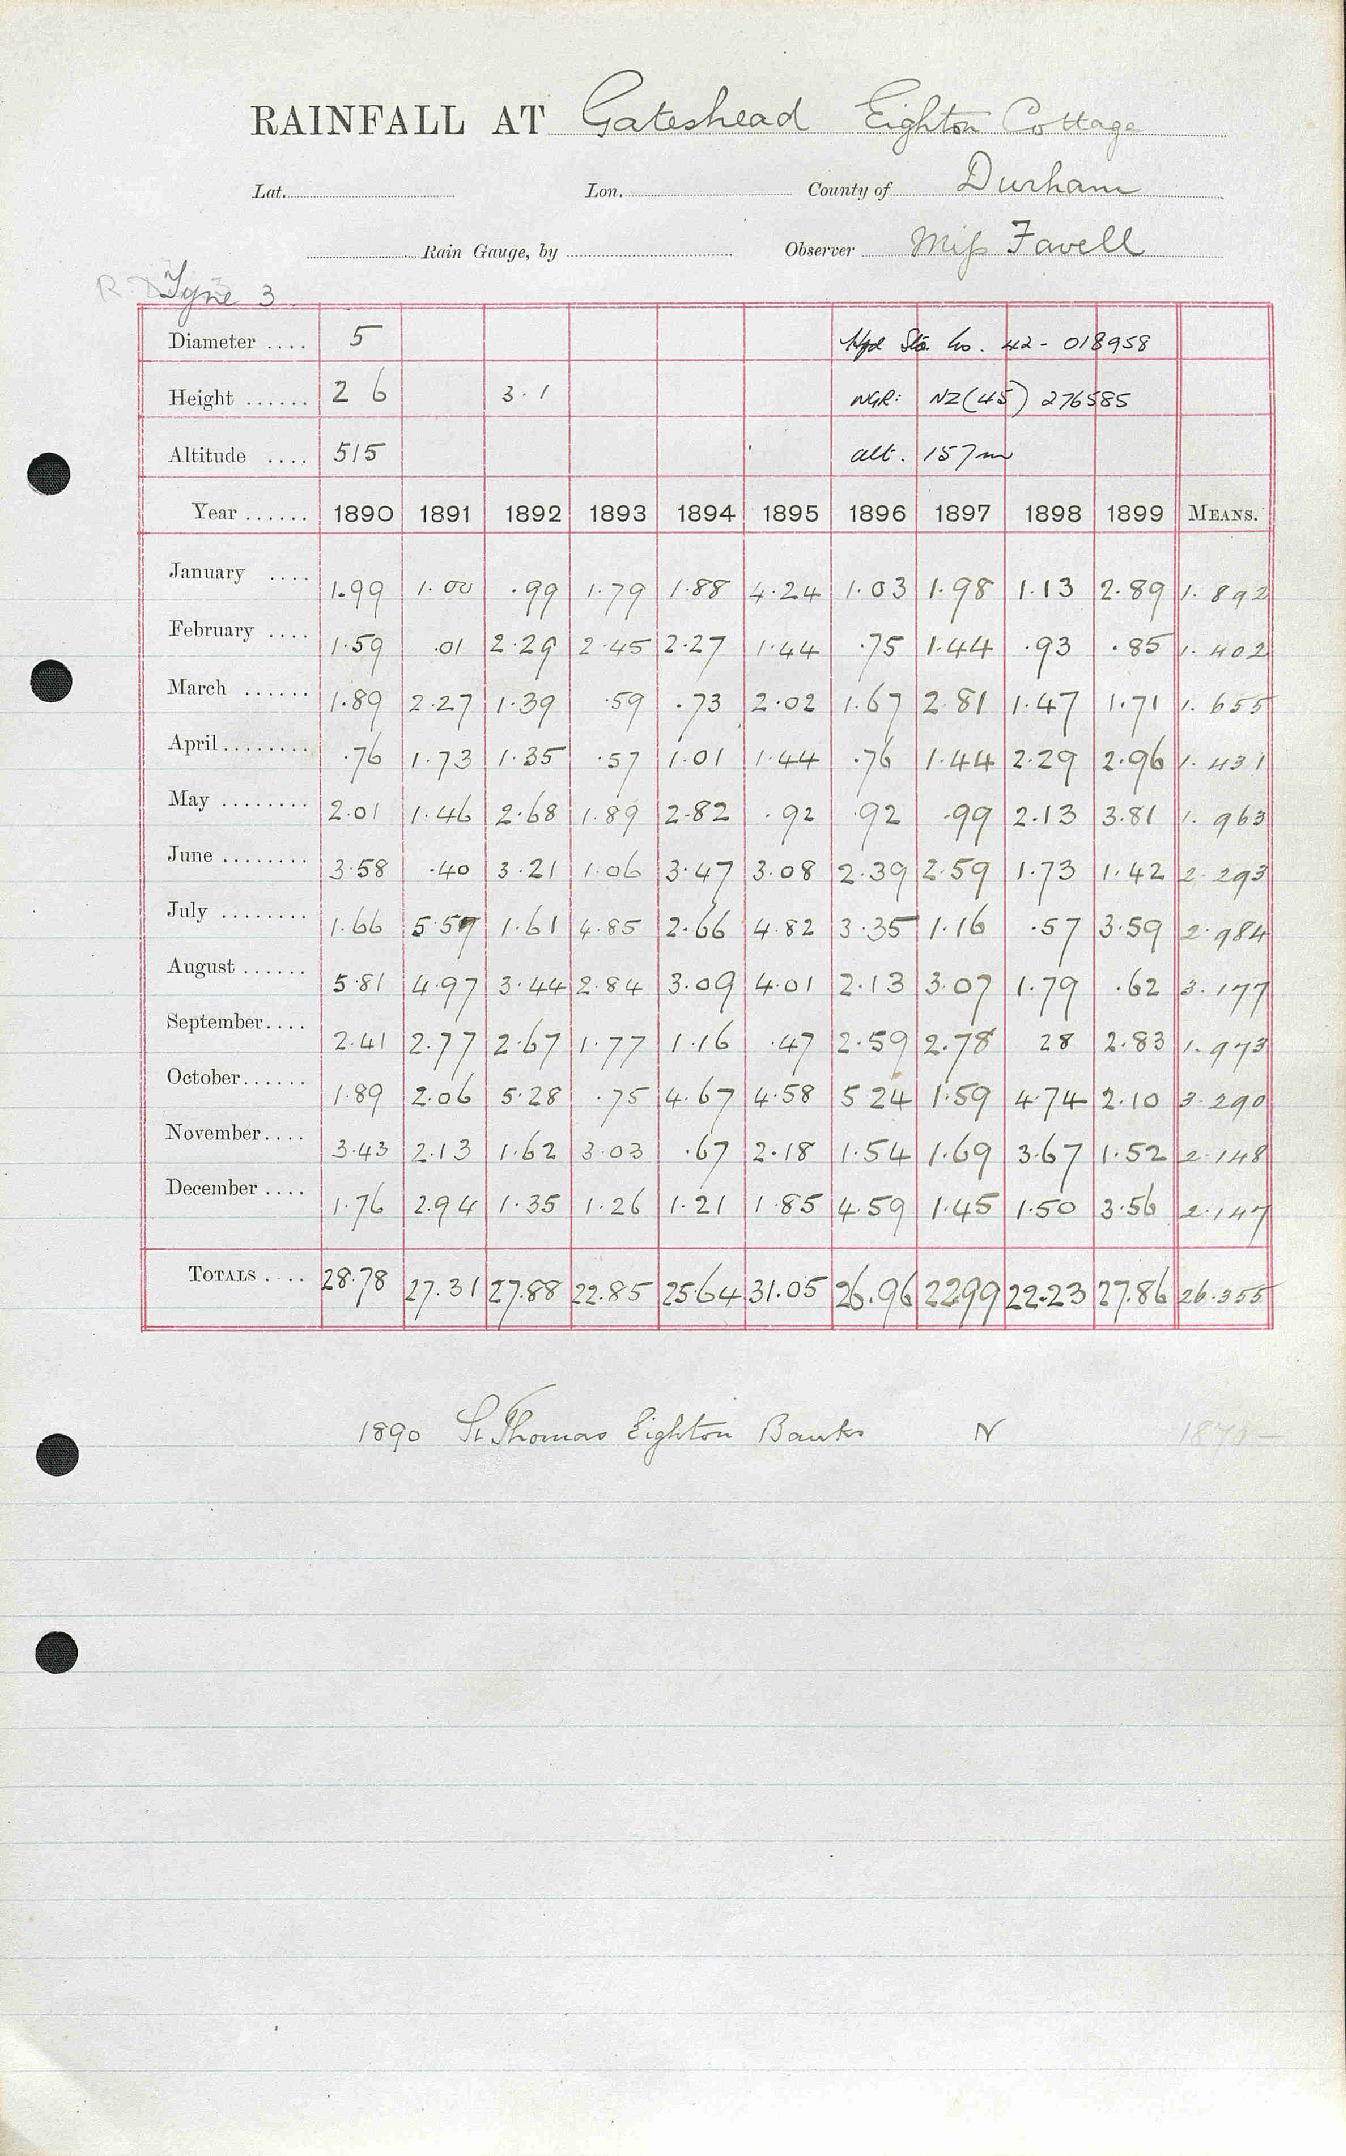 RAINFALL AT Gateshead Eighton Cottage
Lat. Lon. County of Durham
Rain Gauge, by Observer Miss Favell
Tyne 3
Diameter .... 5 Hyd Sta No. 42 - 018958
Height ...... 2 6 3.1 NGR: NZ(45) 276585
Altitude .... 515 alt. 157m
Year ...... 1890 1891 1892 1893 1894 1895 1896 1897 1898 1899 MEANS.
January .... 1.99 1.00 .99 1.79 1.88 4.24 1.03 1.98 1.13 2.89 1.892
February .... 1.59 .01 2.29 2.45 2.27 1.44 .75 1.44 .93 .85 1.402
March ...... 1.89 2.27 1.39 .59 .73 2.02 1.67 2.81 1.47 1.71 1.655
April ........ .76 1.73 1.35 .57 1.01 1.44 .76 1.44 2.29 2.96 1.431
May ........ 2.01 1.46 2.68 1.89 2.82 .92 .92 .99 2.13 3.81 1.963
June ........ 3.58 .40 3.21 1.06 3.47 3.08 2.39 2.59 1.73 1.42 2.293
July ........ 1.66 5.57 1.61 4.85 2.66 4.82 3.35 1.16 .57 3.59 2.984
August ...... 5.81 4.97 3.44 2.84 3.09 4.01 2.13 3.07 1.79 .62 3.177
September.... 2.41 2.77 2.67 1.77 1.16 .47 2.59 2.78 28 2.83 1.973
October...... 1.89 2.06 5.28 .75 4.67 4.58 5 24 1.59 4.74 2.10 3.290
November.... 3.43 2.13 1.62 3.03 .67 2.18 1.54 1.69 3.67 1.52 2.148
December .... 1.76 2.94 1.35 1.26 1.21 1.85 4.59 1.45 1.50 3.56 2.147
TOTALS .... 28.78 27.31 27.88 22.85 25.64 31.05 26.96 22.99 22.23 27.86 26.355
1890 St Thomas Eighton Banks N